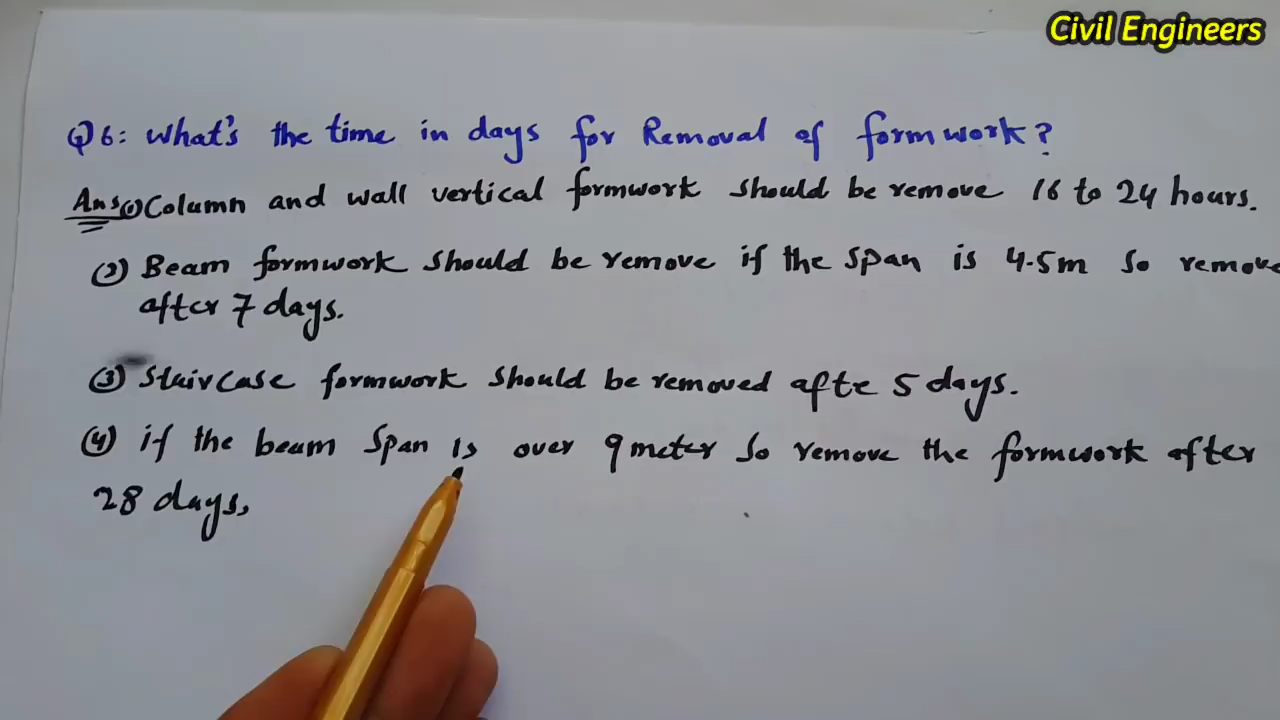 Civil Engineers
Q6: What's the time in days for Removal of formwork?
Ans (1) Column and wall vertical formwork should be remove 16 to 24 hours.
(2) Beam formwork should be remove if the span is 4.5m so remove
after 7 days.
(3) Staircase formwork should be removed afte 5 days.
(4) if the beam span is over 9 meter so remove the formwork after
28 days,